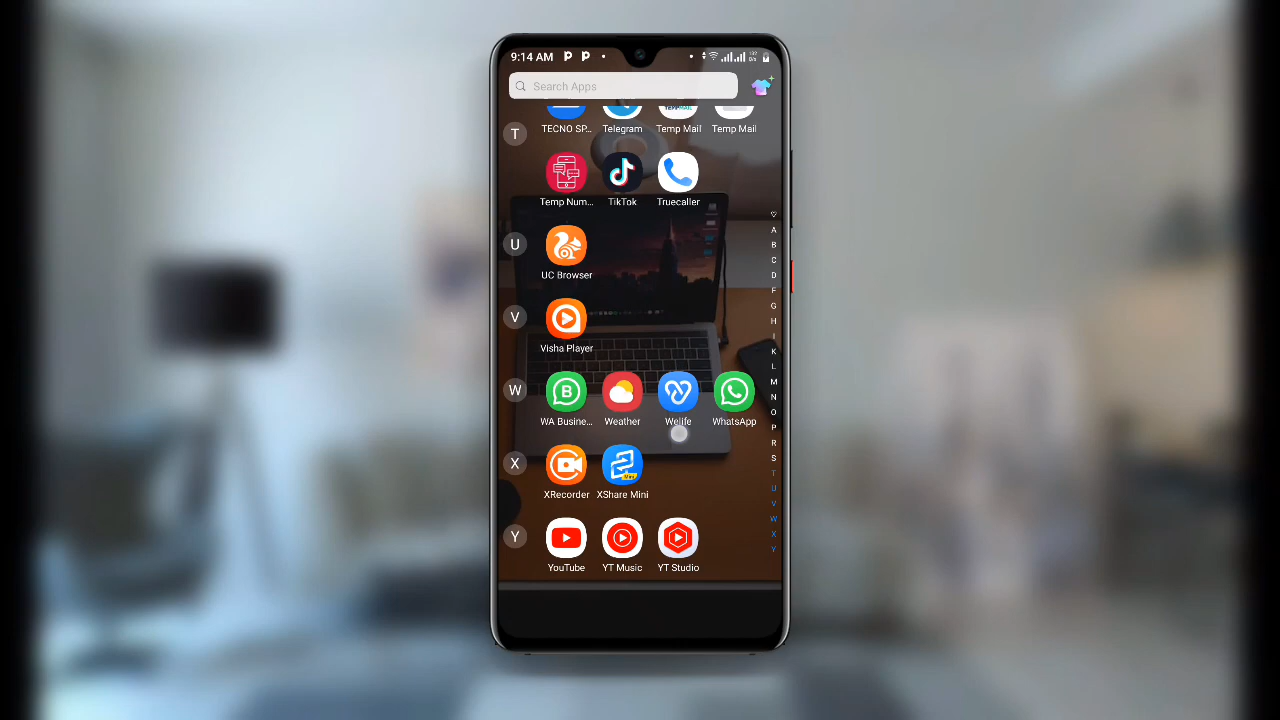 9:14 AM
Search Apps
T
TECNO SP... Telegram Temp Mail Temp Mail
Temp Num... TikTok Truecaller
U
UC Browser
V
Visha Player
W
WA Busine... Weather Welife WhatsApp
X
XRecorder XShare Mini
Y
YouTube YT Music YT Studio
A
B
C
D
F
G
H
I
K
L
M
N
O
P
R
S
T
U
V
W
X
Y